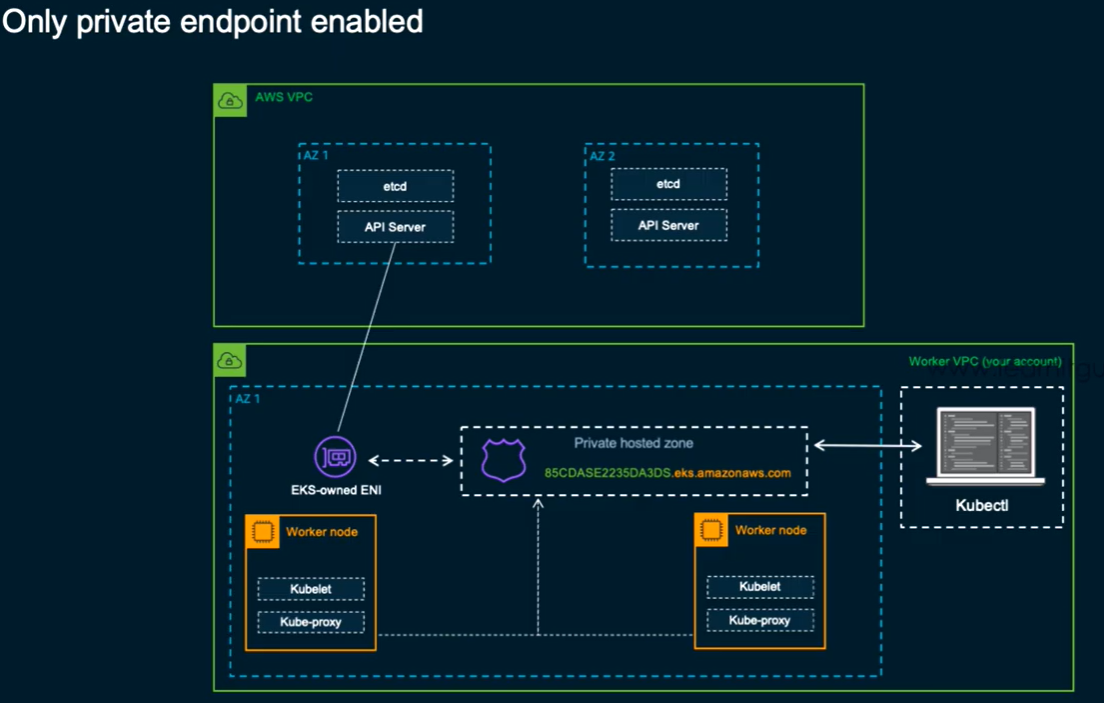 Only private endpoint enabled
AWS VPC
AZ 1
etcd
API Server
AZ 2
etcd
API Server
Worker VPC (your account)
AZ 1
Private hosted zone
85CDASE2235DA3DS.eks.amazonaws.com
EKS-owned ENI
Kubectl
Worker node
Kubelet
Kube-proxy
Worker node
Kubelet
Kube-proxy